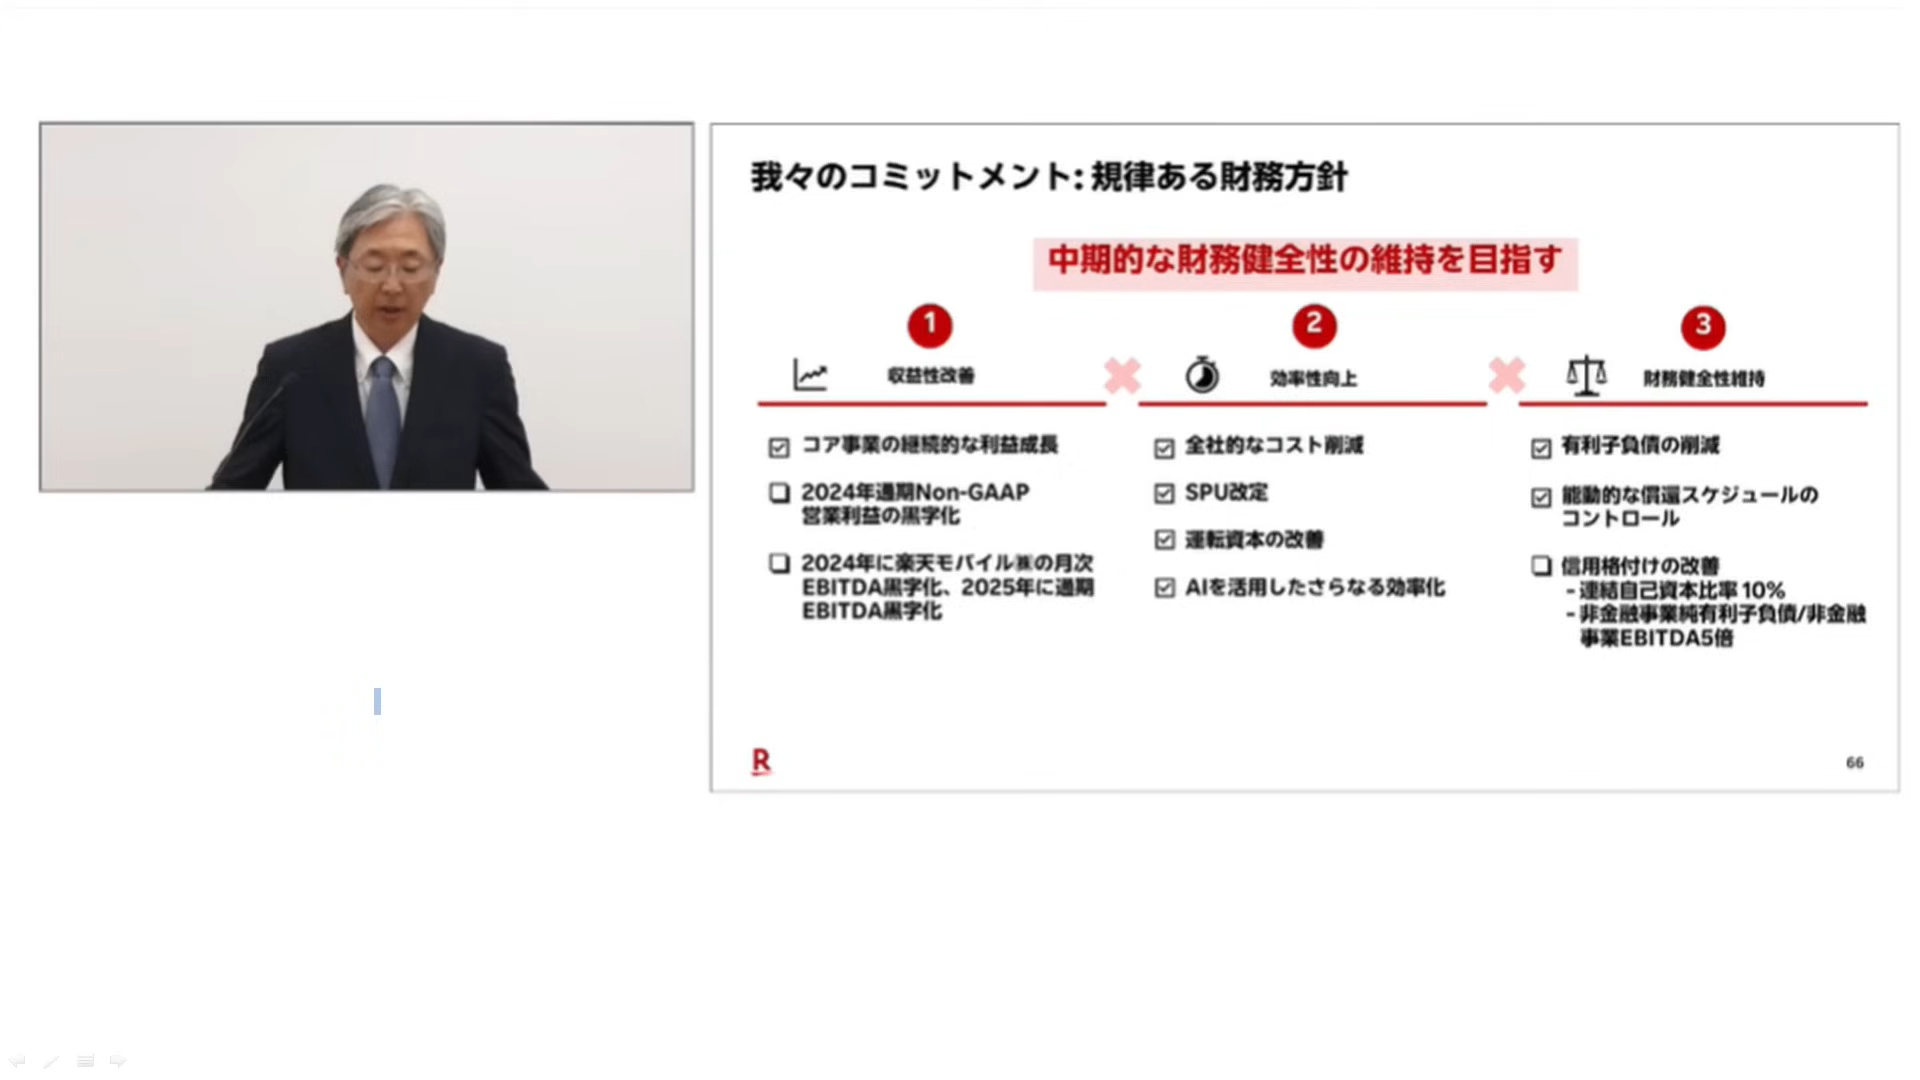 我々のコミットメント: 規律ある財務方針
中期的な財務健全性の維持を目指す
1
収益性改善
コア事業の継続的な利益成長
2024年通期Non-GAAP
営業利益の黒字化
2024年に楽天モバイル㈱の月次
EBITDA黒字化、2025年に通期
EBITDA黒字化
2
効率性向上
全社的なコスト削減
SPU改定
運転資本の改善
AIを活用したさらなる効率化
3
財務健全性維持
有利子負債の削減
能動的な償還スケジュールの
コントロール
信用格付けの改善
- 連結自己資本比率 10%
- 非金融事業純有利子負債/非金融
事業EBITDA5倍
R
66